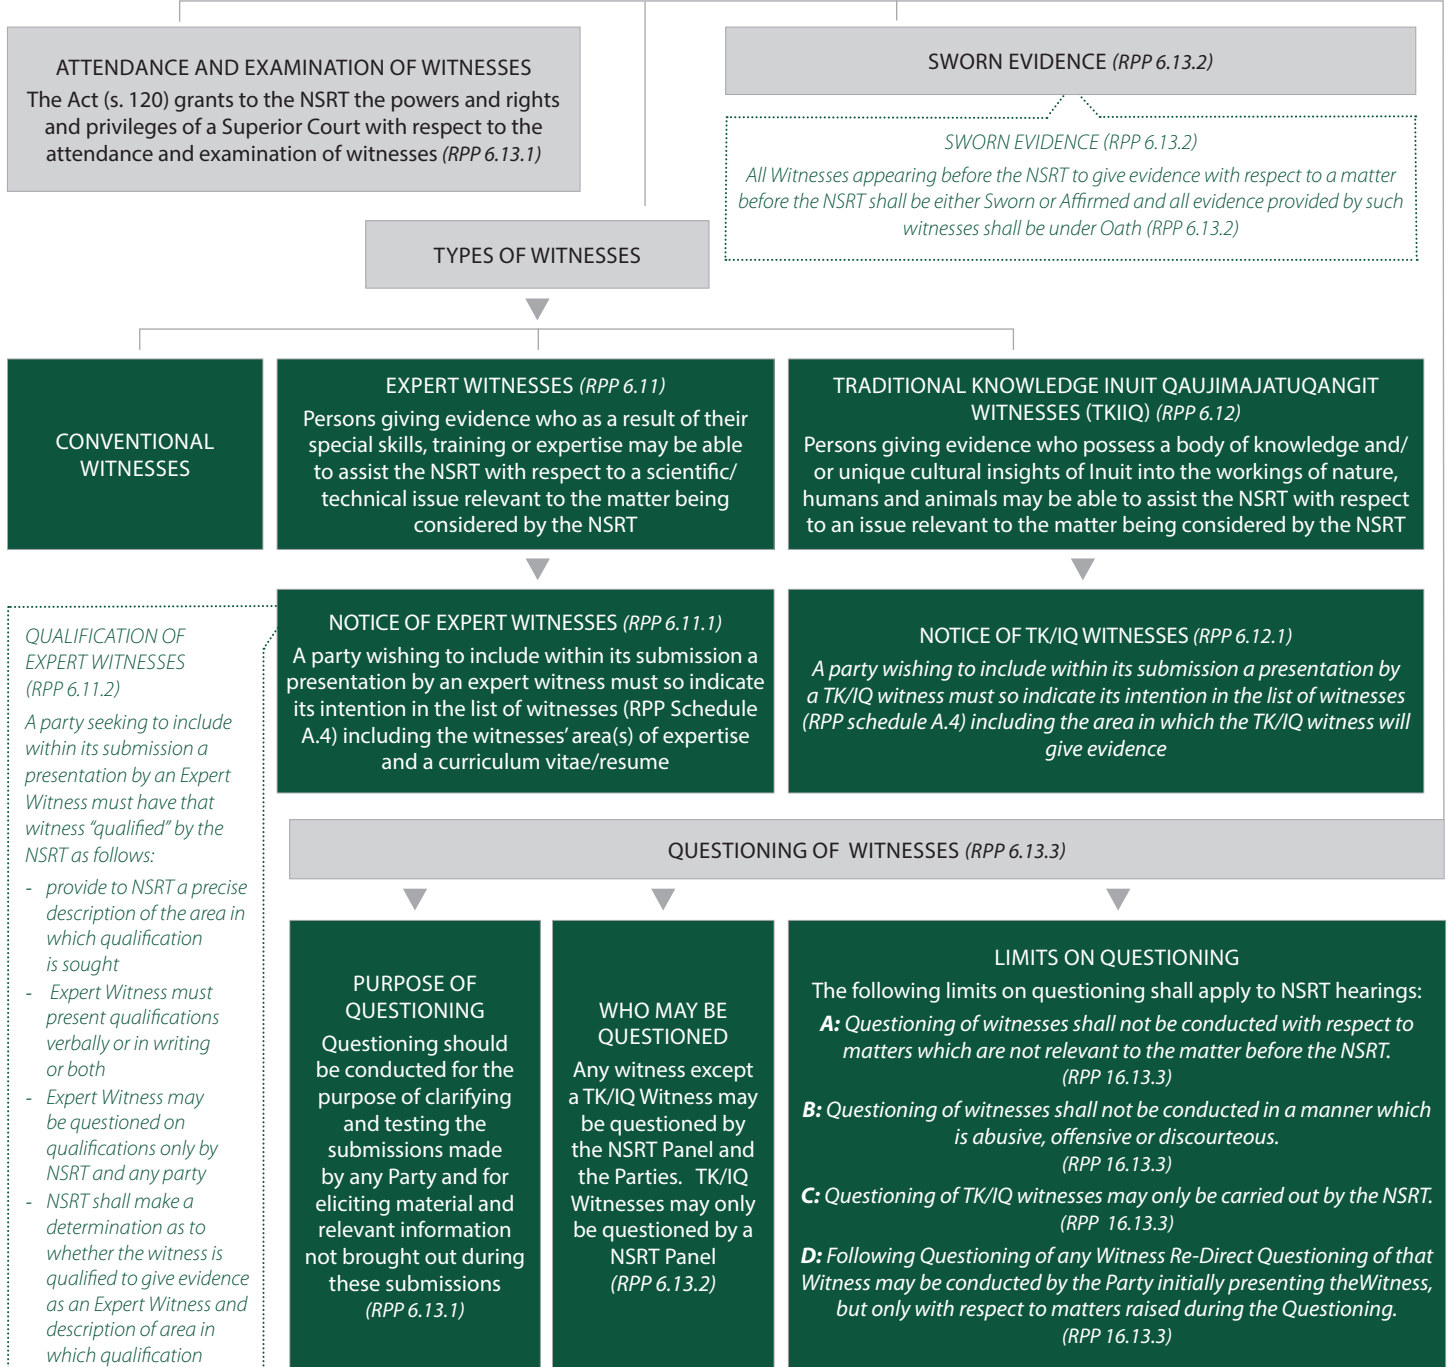 ATTENDANCE AND EXAMINATION OF WITNESSES
The Act (s. 120) grants to the NSRT the powers and rights
and privileges of a Superior Court with respect to the
attendance and examination of witnesses (RPP 6.13.1)
SWORN EVIDENCE (RPP 6.13.2)
SWORN EVIDENCE (RPP 6.13.2)
All Witnesses appearing before the NSRT to give evidence with respect to a matter
before the NSRT shall be either Sworn or Affirmed and all evidence provided by such
witnesses shall be under Oath (RPP 6.13.2)
TYPES OF WITNESSES
CONVENTIONAL
WITNESSES
EXPERT WITNESSES (RPP 6.11)
Persons giving evidence who as a result of their
special skills, training or expertise may be able
to assist the NSRT with respect to a scientific/
technical issue relevant to the matter being
considered by the NSRT
TRADITIONAL KNOWLEDGE INUIT QAUJIMAJATUQANGIT
WITNESSES (TKIIQ) (RPP 6.12)
Persons giving evidence who possess a body of knowledge and/
or unique cultural insights of Inuit into the workings of nature,
humans and animals may be able to assist the NSRT with respect
to an issue relevant to the matter being considered by the NSRT
QUALIFICATION OF
EXPERT WITNESSES
(RPP 6.11.2)
A party seeking to include
within its submission a
presentation by an Expert
Witness must have that
witness “qualified” by the
NSRT as follows:
- provide to NSRT a precise
description of the area in
which qualification
is sought
- Expert Witness must
present qualifications
verbally or in writing
or both
- Expert Witness may
be questioned on
qualifications only by
NSRT and any party
- NSRT shall make a
determination as to
whether the witness is
qualified to give evidence
as an Expert Witness and
description of area in
which qualification
NOTICE OF EXPERT WITNESSES (RPP 6.11.1)
A party wishing to include within its submission a
presentation by an expert witness must so indicate
its intention in the list of witnesses (RPP Schedule
A.4) including the witnesses’ area(s) of expertise
and a curriculum vitae/resume
NOTICE OF TK/IQ WITNESSES (RPP 6.12.1)
A party wishing to include within its submission a presentation by
a TK/IQ witness must so indicate its intention in the list of witnesses
(RPP schedule A.4) including the area in which the TK/IQ witness will
give evidence
QUESTIONING OF WITNESSES (RPP 6.13.3)
PURPOSE OF
QUESTIONING
Questioning should
be conducted for the
purpose of clarifying
and testing the
submissions made
by any Party and for
eliciting material and
relevant information
not brought out during
these submissions
(RPP 6.13.1)
WHO MAY BE
QUESTIONED
Any witness except
a TK/IQ Witness may
be questioned by
the NSRT Panel and
the Parties. TK/IQ
Witnesses may only
be questioned by a
NSRT Panel
(RPP 6.13.2)
LIMITS ON QUESTIONING
The following limits on questioning shall apply to NSRT hearings:
A: Questioning of witnesses shall not be conducted with respect to
matters which are not relevant to the matter before the NSRT.
(RPP 16.13.3)
B: Questioning of witnesses shall not be conducted in a manner which
is abusive, offensive or discourteous.
(RPP 16.13.3)
C: Questioning of TK/IQ witnesses may only be carried out by the NSRT.
(RPP 16.13.3)
D: Following Questioning of any Witness Re-Direct Questioning of that
Witness may be conducted by the Party initially presenting theWitness,
but only with respect to matters raised during the Questioning.
(RPP 16.13.3)